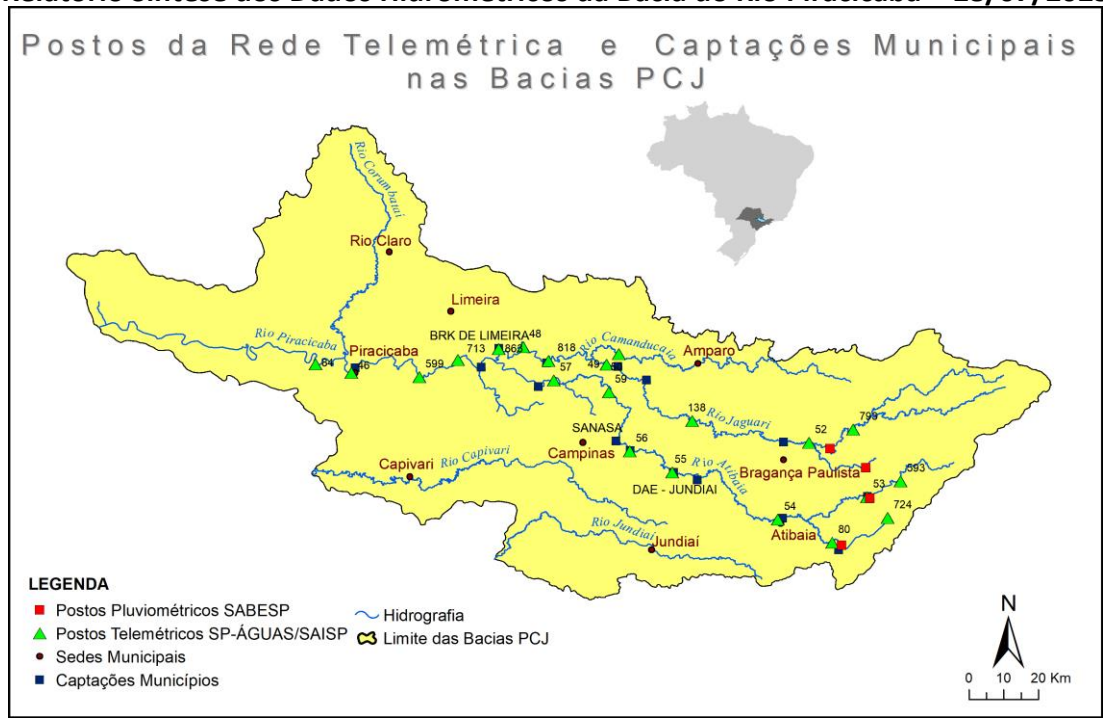 Relatório Síntese dos Dados Hidrométricos da Bacia do Rio Piracicaba
Postos da Rede Telemétrica e Captações Municipais
nas Bacias PCJ
Rio Corumbataí
Rio Claro
Limeira
BRK DE LIMEIRA
48
Rio Piracicaba
Piracicaba
713
818
Rio Camanducaia
Amparo
64
46
599
57
49
59
138
Rio Jaguari
52
799
SANASA
56
Campinas
Capivari
Rio Capivari
55
Rio Atibaia
Bragança Paulista
DAE - JUNDIAI
53
593
54
724
Atibaia
80
Rio Jundiaí
Jundiaí
LEGENDA
Postos Pluviométricos SABESP
Hidrografia
Postos Telemétricos SP-ÁGUAS/SAISP
Limite das Bacias PCJ
Sedes Municipais
Captações Municípios
N
0 10 20 Km